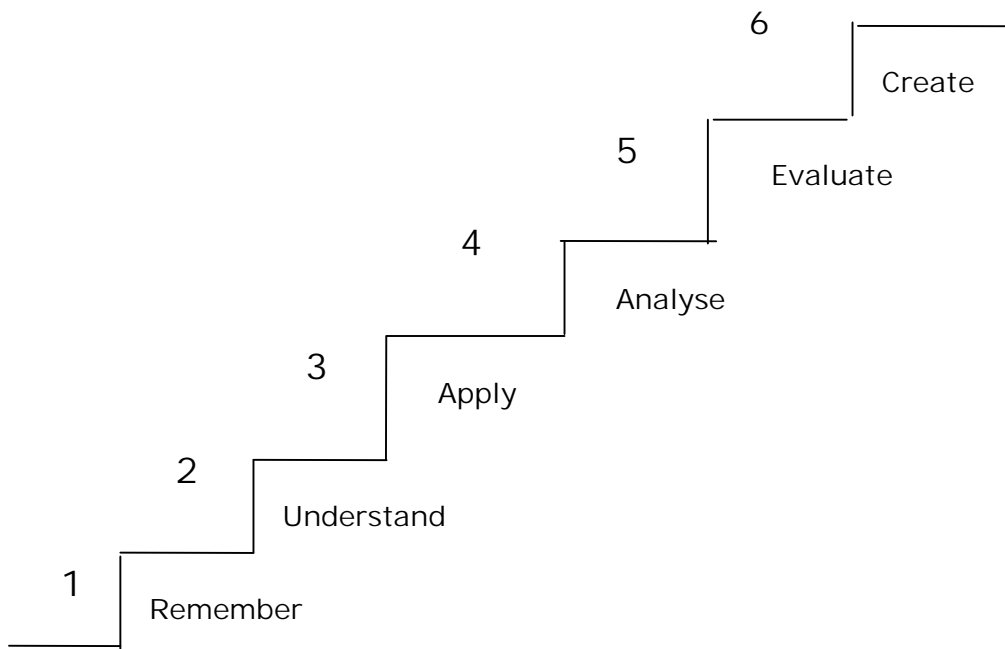 6
Create
5
Evaluate
4
Analyse
3
Apply
2
Understand
1
Remember